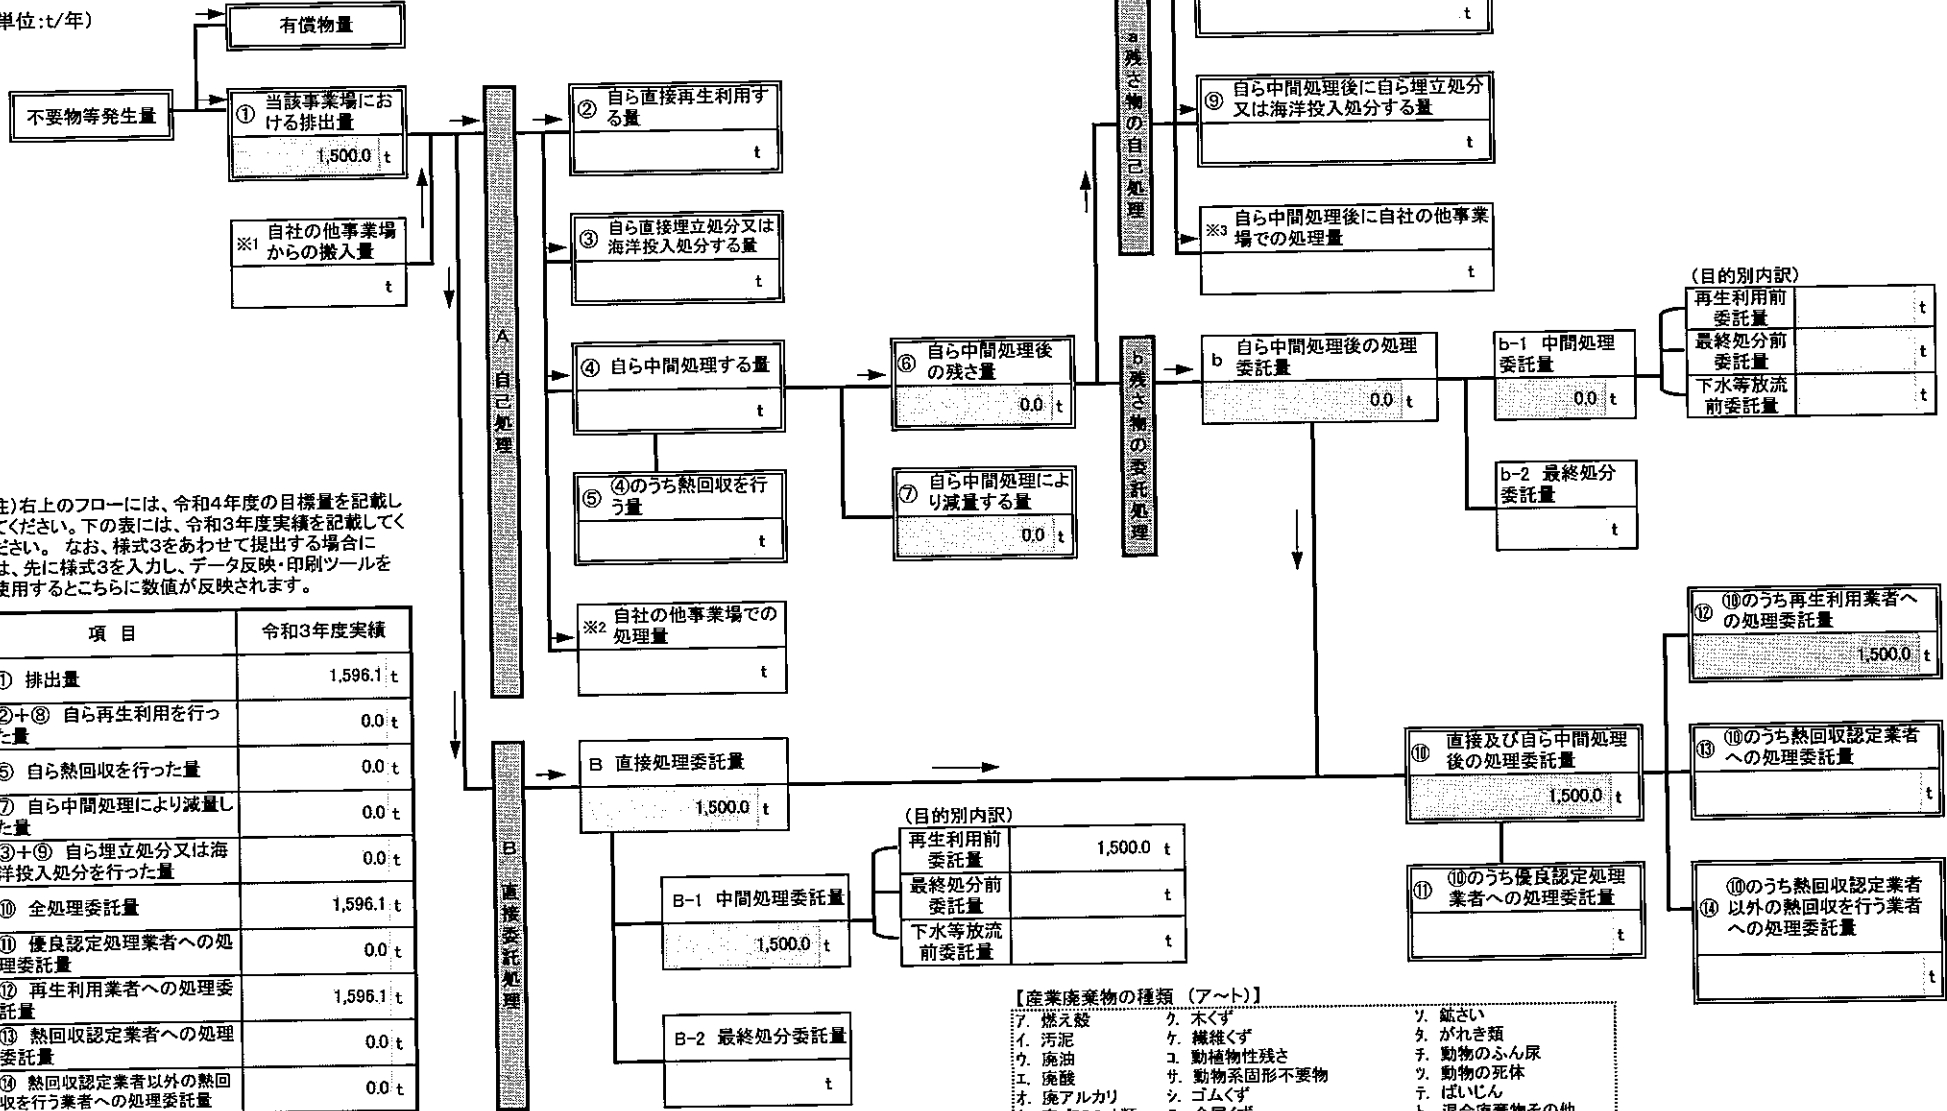 単位:t/年)
有償物量
不要物等発生量
① 当該事業場にお
ける排出量
1,500.0 t
※1 自社の他事業場
からの搬入量
t
A 自己処理
② 自ら直接再生利用す
る量
t
③ 自ら直接埋立処分又は
海洋投入処分する量
t
④ 自ら中間処理する量
t
⑤ ④のうち熱回収を行
う量
t
※2 自社の他事業場での
処理量
t
⑥ 自ら中間処理後
の残さ量
0.0 t
⑦ 自ら中間処理によ
り減量する量
0.0 t
a 残さ物の自己処理
t
⑨ 自ら中間処理後に自ら埋立処分
又は海洋投入処分する量
t
※3 自ら中間処理後に自社の他事業
場での処理量
t
b 残さ物の委託処理
b 自ら中間処理後の処理
委託量
0.0 t
b-1 中間処理
委託量
0.0 t
(目的別内訳)
再生利用前
委託量
t
最終処分前
委託量
t
下水等放流
前委託量
t
b-2 最終処分
委託量
t
注)右上のフローには、令和4年度の目標量を記載し
てください。下の表には、令和3年度実績を記載してく
ださい。 なお、様式3をあわせて提出する場合に
は、先に様式3を入力し、データ反映・印刷ツールを
使用するとこちらに数値が反映されます。
項 目 令和3年度実績
① 排出量 1,596.1 t
②+⑧ 自ら再生利用を行っ
た量 0.0 t
⑤ 自ら熱回収を行った量 0.0 t
⑦ 自ら中間処理により減量し
た量 0.0 t
③+⑨ 自ら埋立処分又は海
洋投入処分を行った量 0.0 t
⑩ 全処理委託量 1,596.1 t
⑪ 優良認定処理業者への処
理委託量 0.0 t
⑫ 再生利用業者への処理委
託量 1,596.1 t
⑬ 熱回収認定業者への処理
委託量 0.0 t
⑭ 熱回収認定業者以外の熱回
収を行う業者への処理委託量 0.0 t
B 直接委託処理
B 直接処理委託量
1,500.0 t
B-1 中間処理委託量
1,500.0 t
(目的別内訳)
再生利用前
委託量
1,500.0 t
最終処分前
委託量
t
下水等放流
前委託量
t
B-2 最終処分委託量
t
⑩ 直接及び自ら中間処理
後の処理委託量
1,500.0 t
⑪ ⑩のうち優良認定処理
業者への処理委託量
t
⑫ ⑩のうち再生利用業者へ
の処理委託量
1,500.0 t
⑬ ⑩のうち熱回収認定業者
への処理委託量
t
⑭ ⑩のうち熱回収認定業者
以外の熱回収を行う業者
への処理委託量
t
【産業廃棄物の種類 (ア~ト)】
ア. 燃え殻 ク. 木くず ソ. 鉱さい
イ. 汚泥 ケ. 繊維くず タ. がれき類
ウ. 廃油 コ. 動植物性残さ チ. 動物のふん尿
エ. 廃酸 サ. 動物系固形不要物 ツ. 動物の死体
オ. 廃アルカリ シ. ゴムくず テ. ばいじん